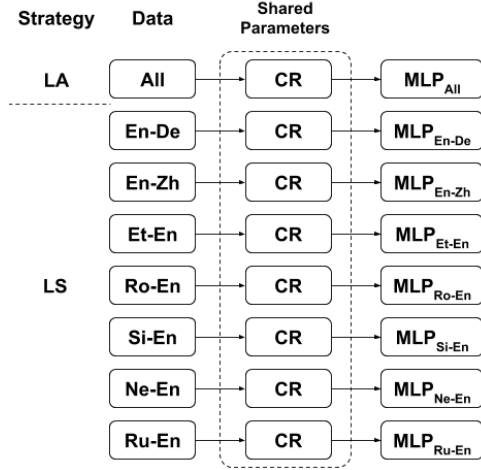 Strategy Data Shared Parameters
LA All CR MLP_All
En-De CR MLP_En-De
En-Zh CR MLP_En-Zh
Et-En CR MLP_Et-En
LS Ro-En CR MLP_Ro-En
Si-En CR MLP_Si-En
Ne-En CR MLP_Ne-En
Ru-En CR MLP_Ru-En